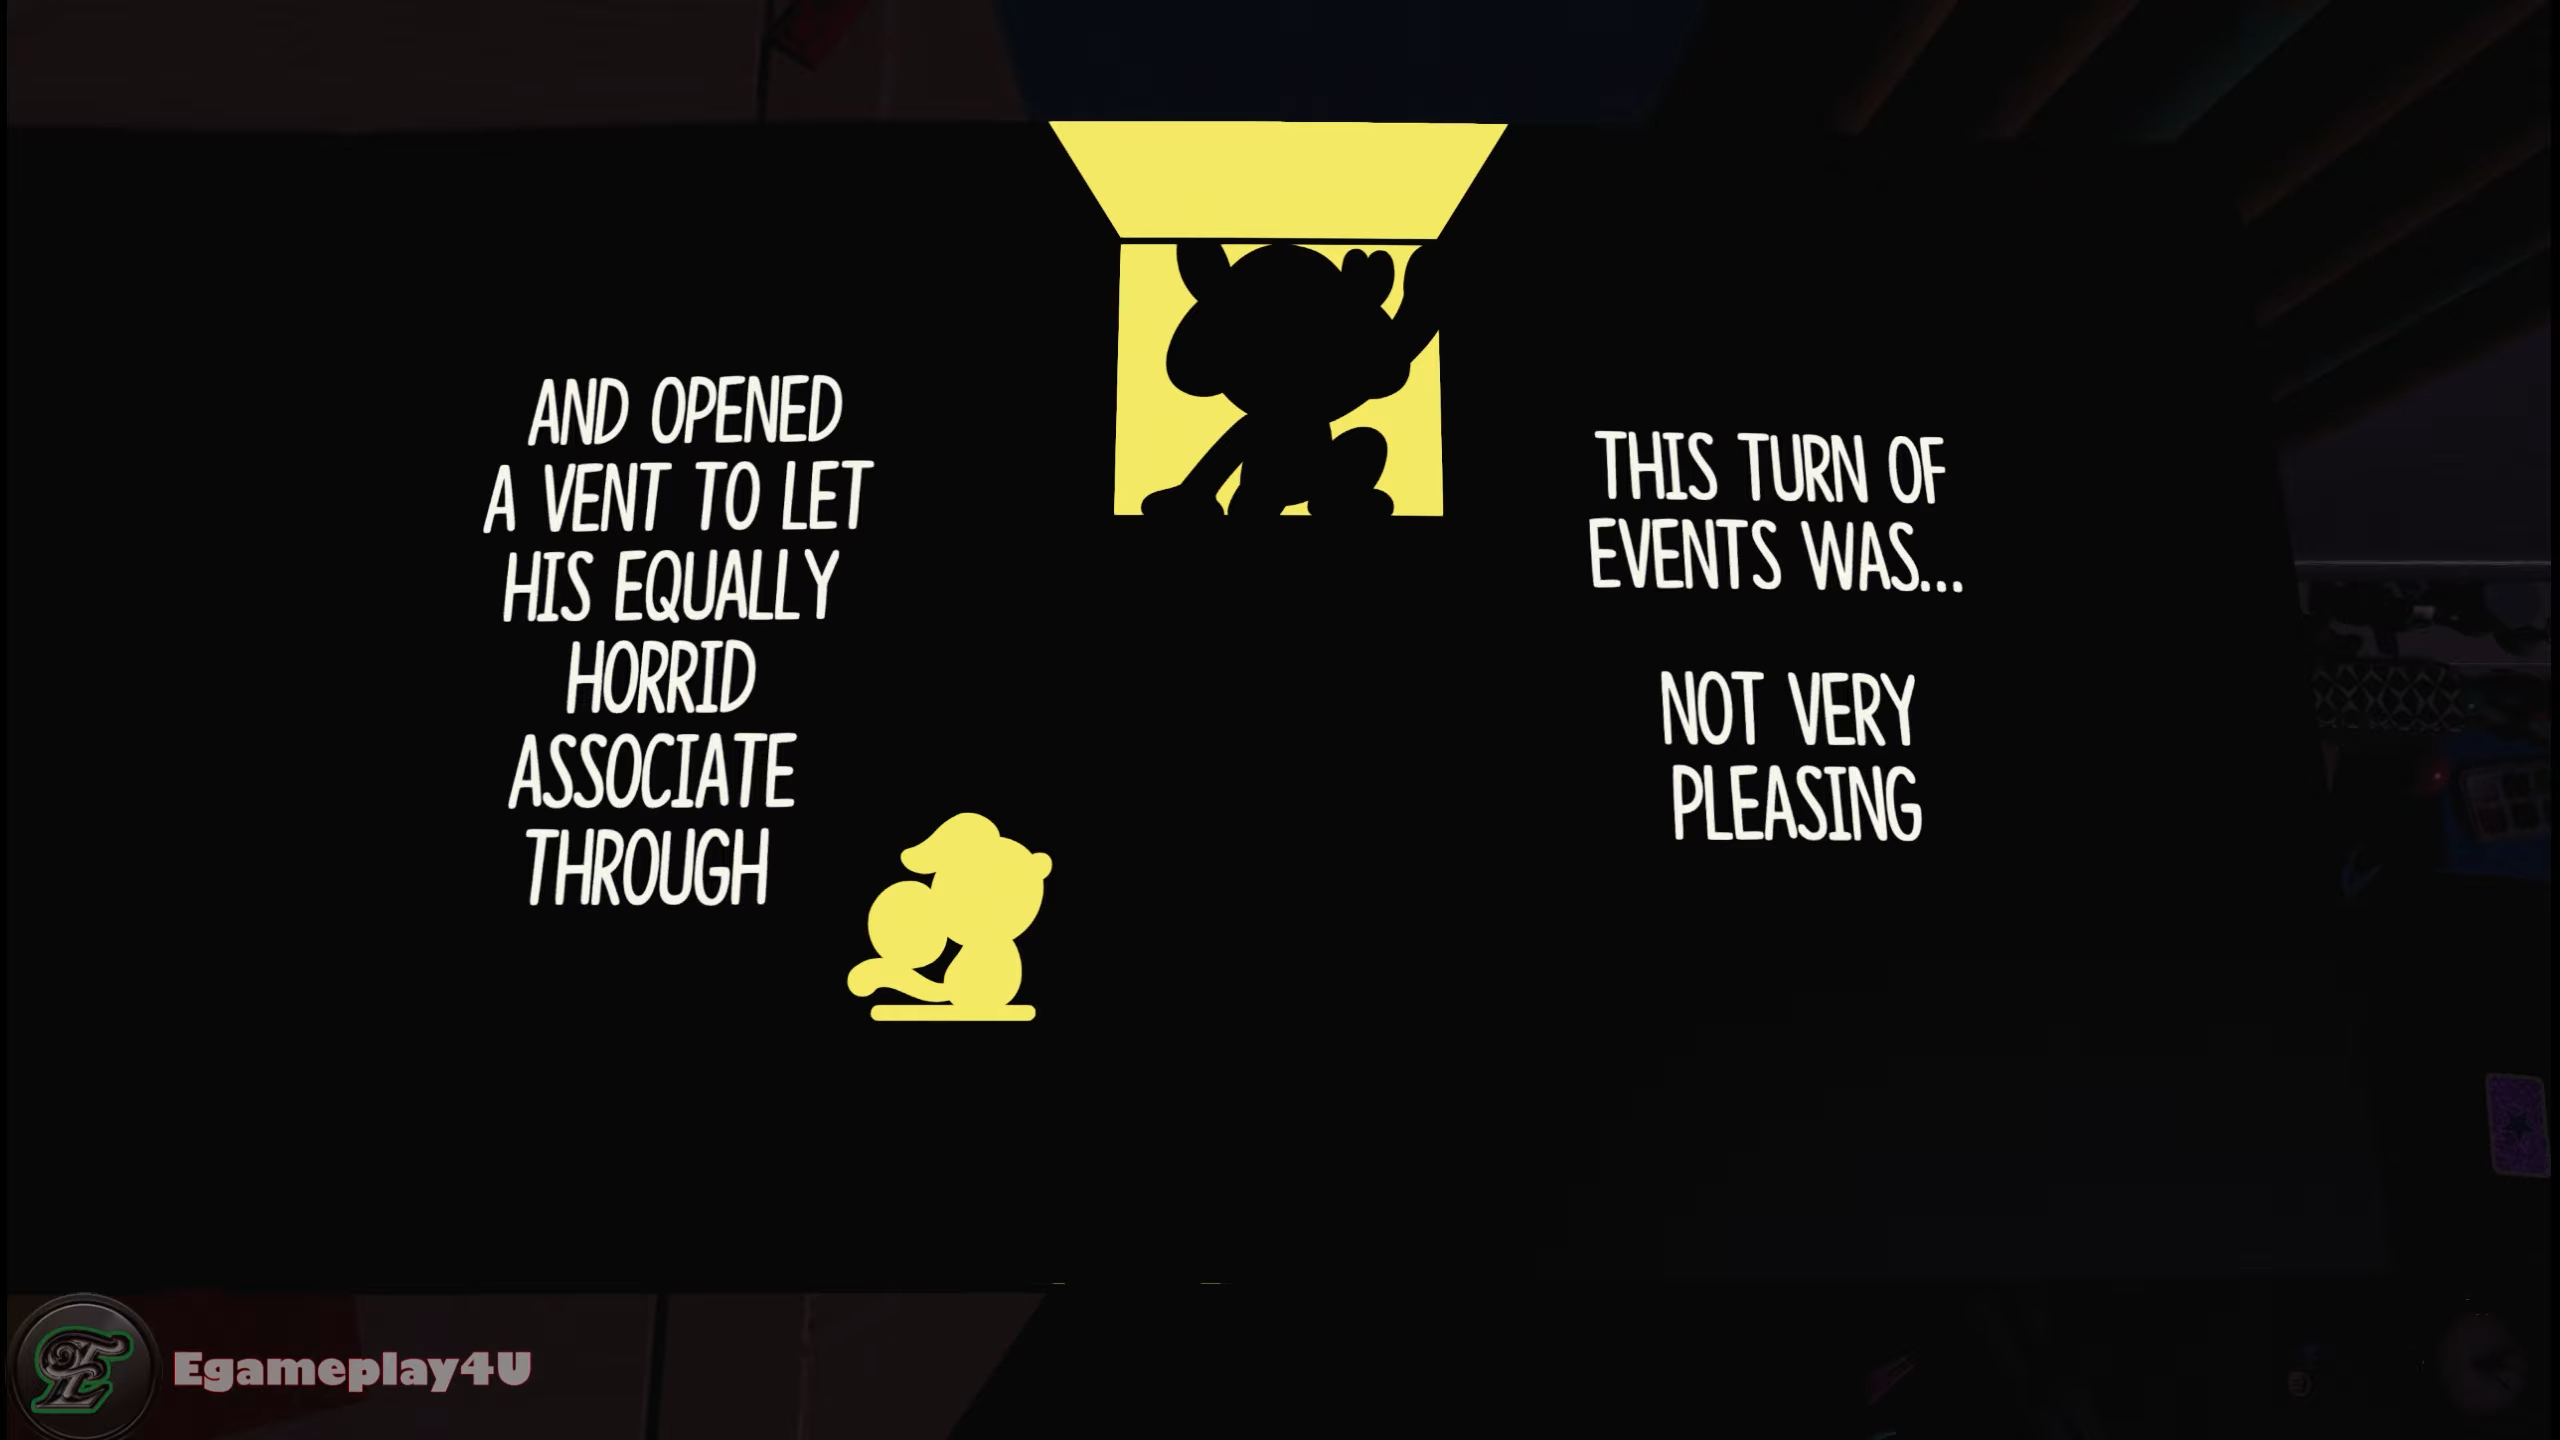 AND OPENED
A VENT TO LET
HIS EQUALLY
HORRID
ASSOCIATE
THROUGH
THIS TURN OF
EVENTS WAS...
NOT VERY
PLEASING
Egameplay4U